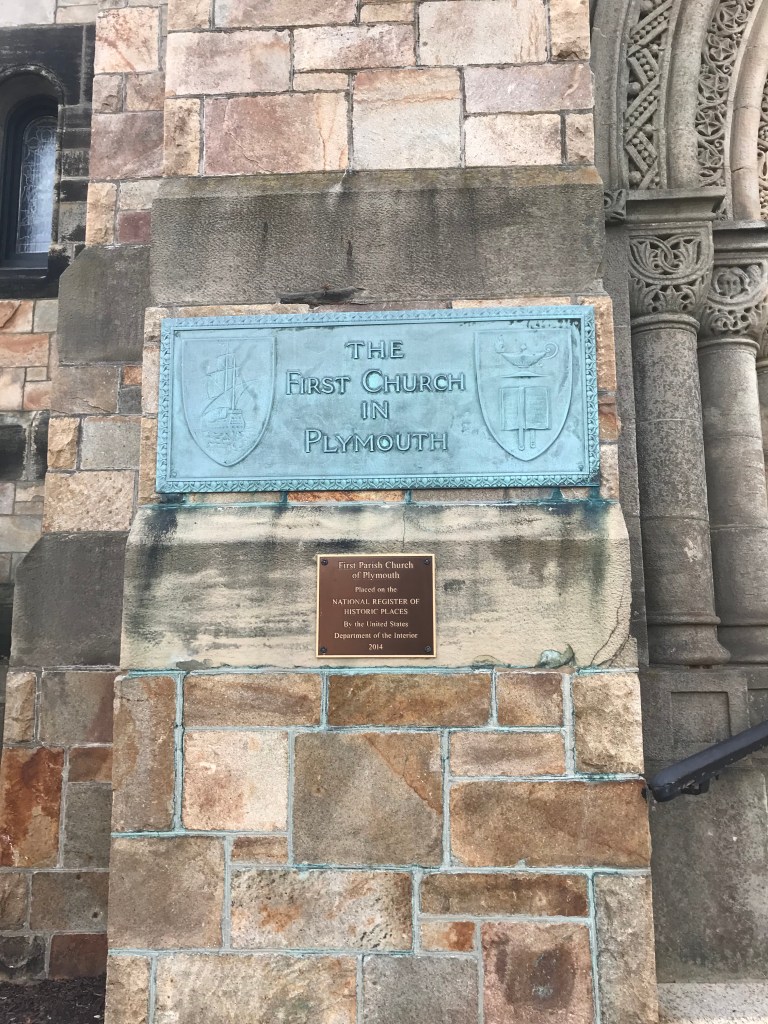 THE
FIRST CHURCH
IN
PLYMOUTH
First Parish Church
of Plymouth
Placed on the
NATIONAL REGISTER OF
HISTORIC PLACES
By the United States
Department of the Interior
2014